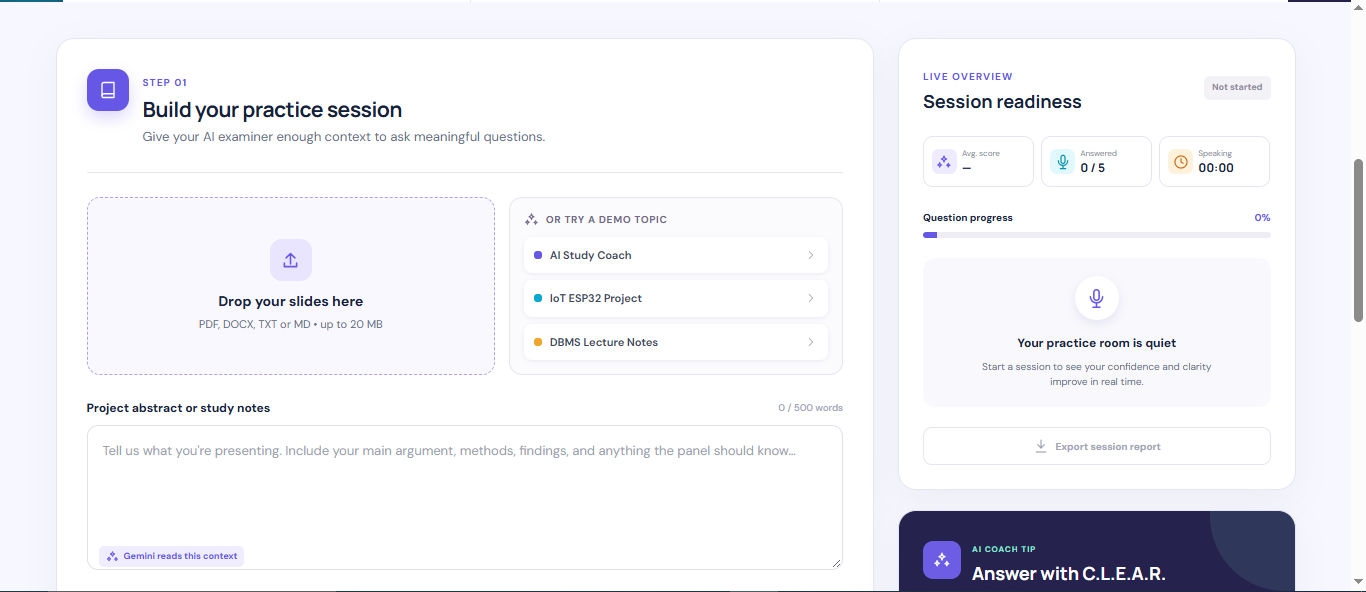 STEP 01
Build your practice session
Give your AI examiner enough context to ask meaningful questions.
Drop your slides here
PDF, DOCX, TXT or MD • up to 20 MB
OR TRY A DEMO TOPIC
AI Study Coach
IoT ESP32 Project
DBMS Lecture Notes
Project abstract or study notes
0 / 500 words
Tell us what you're presenting. Include your main argument, methods, findings, and anything the panel should know...
Gemini reads this context
LIVE OVERVIEW
Session readiness
Not started
Avg. score
–
Answered
0 / 5
Speaking
00:00
Question progress
0%
Your practice room is quiet
Start a session to see your confidence and clarity
improve in real time.
Export session report
AI COACH TIP
Answer with C.L.E.A.R.